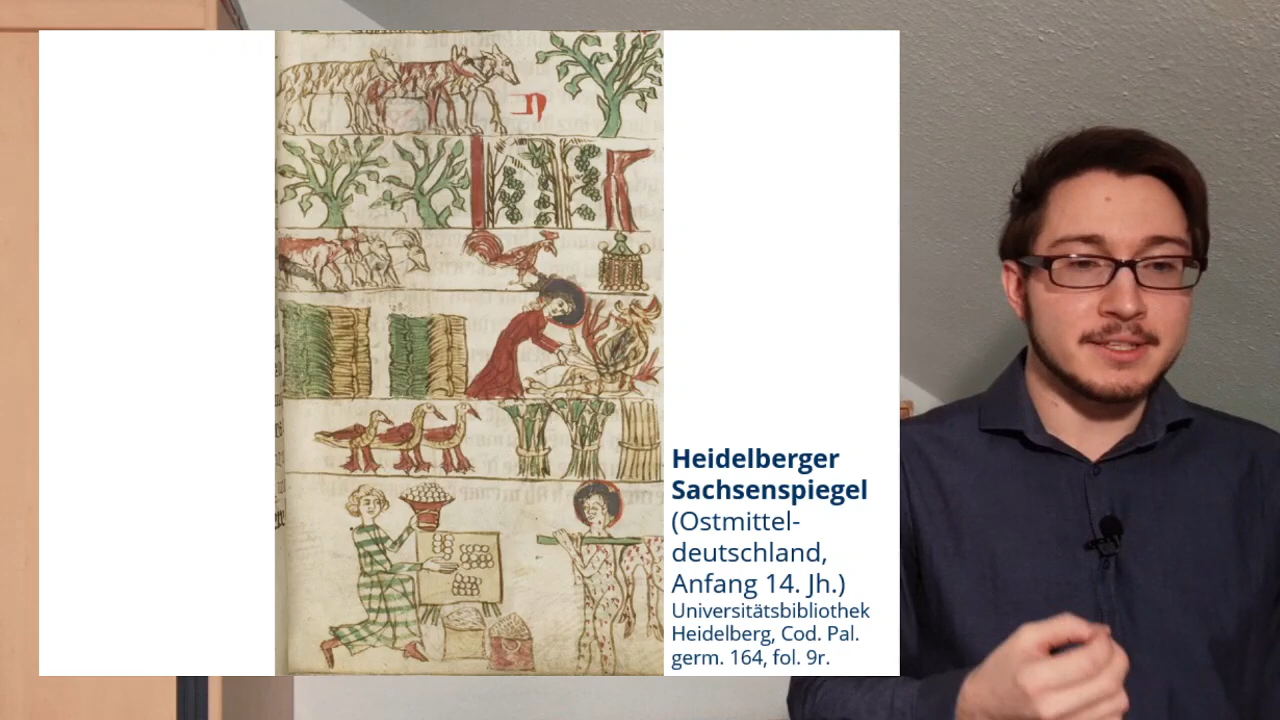 Heidelberger
Sachsenspiegel
(Ostmittel-
deutschland,
Anfang 14. Jh.)
Universitätsbibliothek
Heidelberg, Cod. Pal.
germ. 164, fol. 9r.